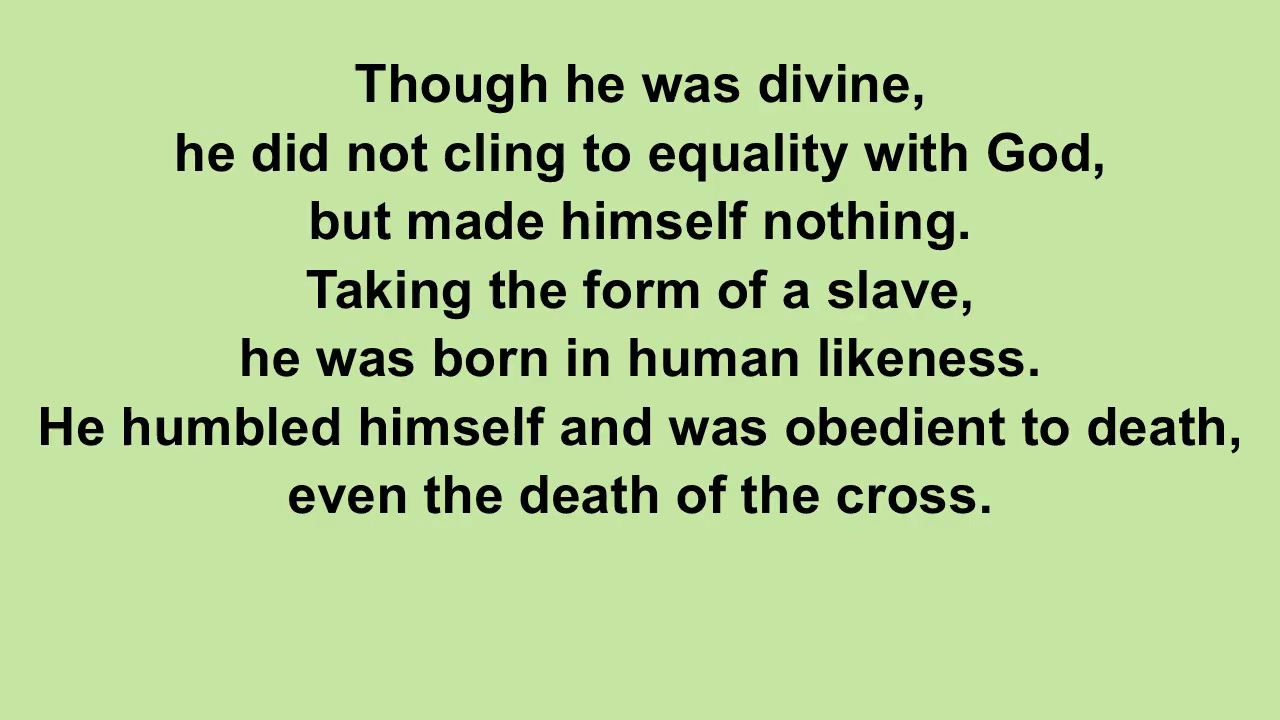 Though he was divine,
he did not cling to equality with God,
but made himself nothing.
Taking the form of a slave,
he was born in human likeness.
He humbled himself and was obedient to death,
even the death of the cross.